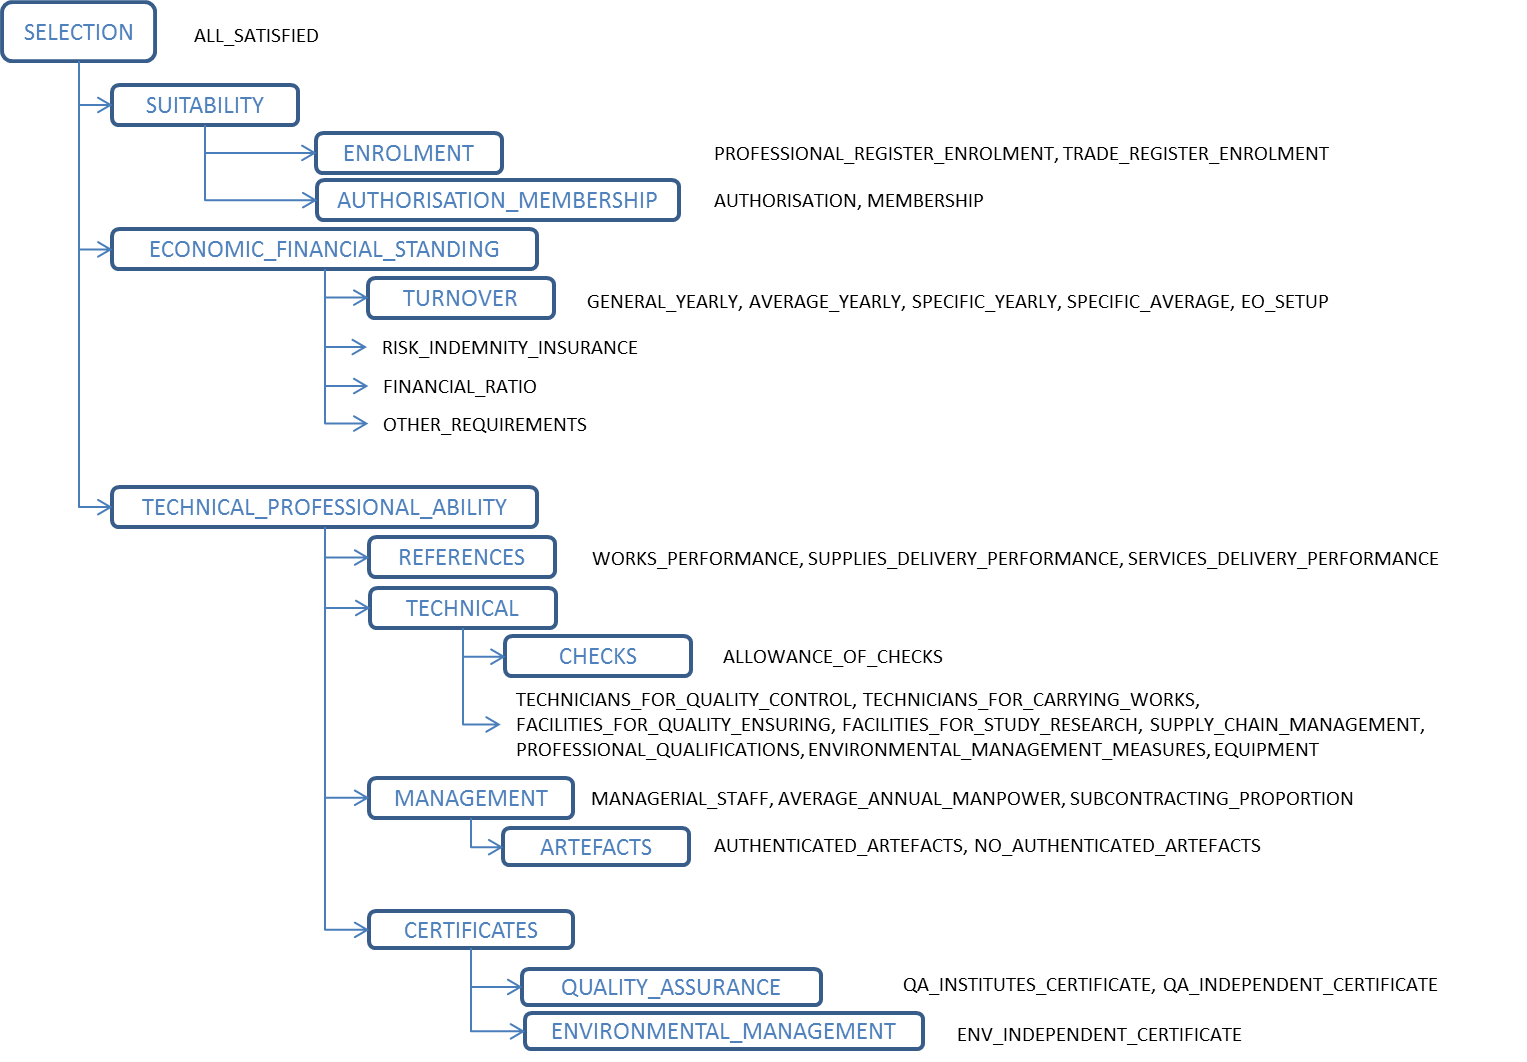 SELECTION ALL_SATISFIED
SUITABILITY
ENROLMENT PROFESSIONAL_REGISTER_ENROLMENT, TRADE_REGISTER_ENROLMENT
AUTHORISATION_MEMBERSHIP AUTHORISATION, MEMBERSHIP
ECONOMIC_FINANCIAL_STANDING
TURNOVER GENERAL_YEARLY, AVERAGE_YEARLY, SPECIFIC_YEARLY, SPECIFIC_AVERAGE, EO_SETUP
RISK_INDEMNITY_INSURANCE
FINANCIAL_RATIO
OTHER_REQUIREMENTS
TECHNICAL_PROFESSIONAL_ABILITY
REFERENCES WORKS_PERFORMANCE, SUPPLIES_DELIVERY_PERFORMANCE, SERVICES_DELIVERY_PERFORMANCE
TECHNICAL
CHECKS ALLOWANCE_OF_CHECKS
TECHNICIANS_FOR_QUALITY_CONTROL, TECHNICIANS_FOR_CARRYING_WORKS,
FACILITIES_FOR_QUALITY_ENSURING, FACILITIES_FOR_STUDY_RESEARCH, SUPPLY_CHAIN_MANAGEMENT,
PROFESSIONAL_QUALIFICATIONS, ENVIRONMENTAL_MANAGEMENT_MEASURES, EQUIPMENT
MANAGEMENT MANAGERIAL_STAFF, AVERAGE_ANNUAL_MANPOWER, SUBCONTRACTING_PROPORTION
ARTEFACTS AUTHENTICATED_ARTEFACTS, NO_AUTHENTICATED_ARTEFACTS
CERTIFICATES
QUALITY_ASSURANCE QA_INSTITUTES_CERTIFICATE, QA_INDEPENDENT_CERTIFICATE
ENVIRONMENTAL_MANAGEMENT ENV_INDEPENDENT_CERTIFICATE